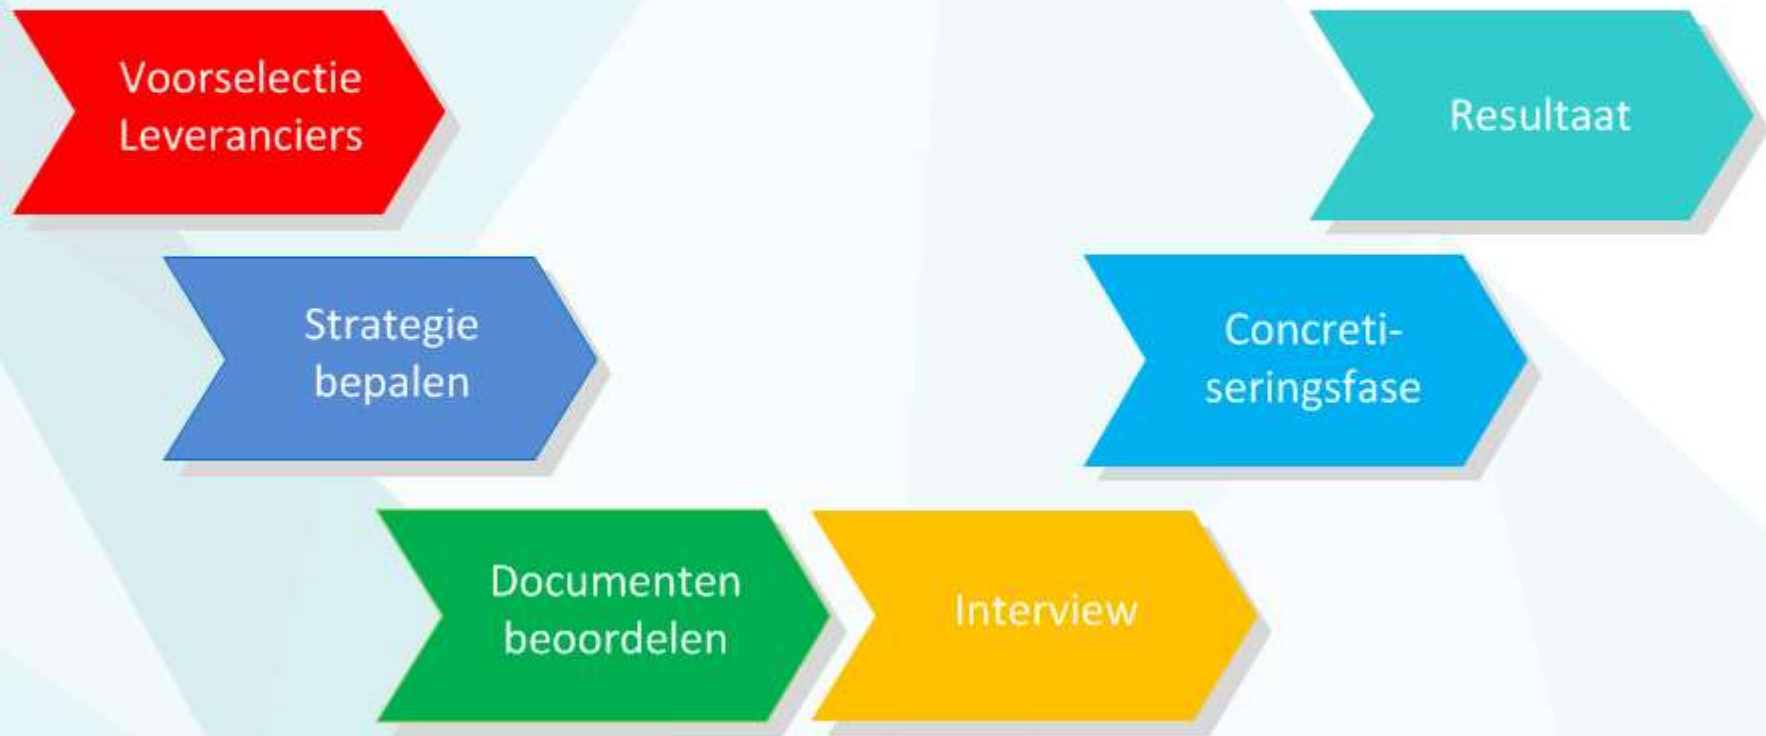 Voorselectie
Leveranciers
Strategie
bepalen
Documenten
beoordelen
Interview
Concreti-
seringsfase
Resultaat